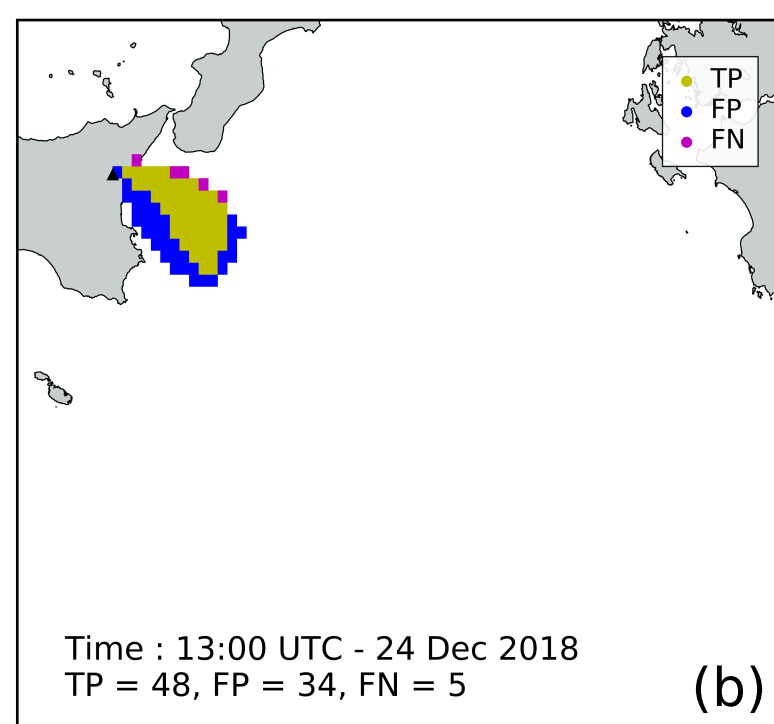 TP
FP
FN
Time : 13:00 UTC - 24 Dec 2018
TP = 48, FP = 34, FN = 5
(b)